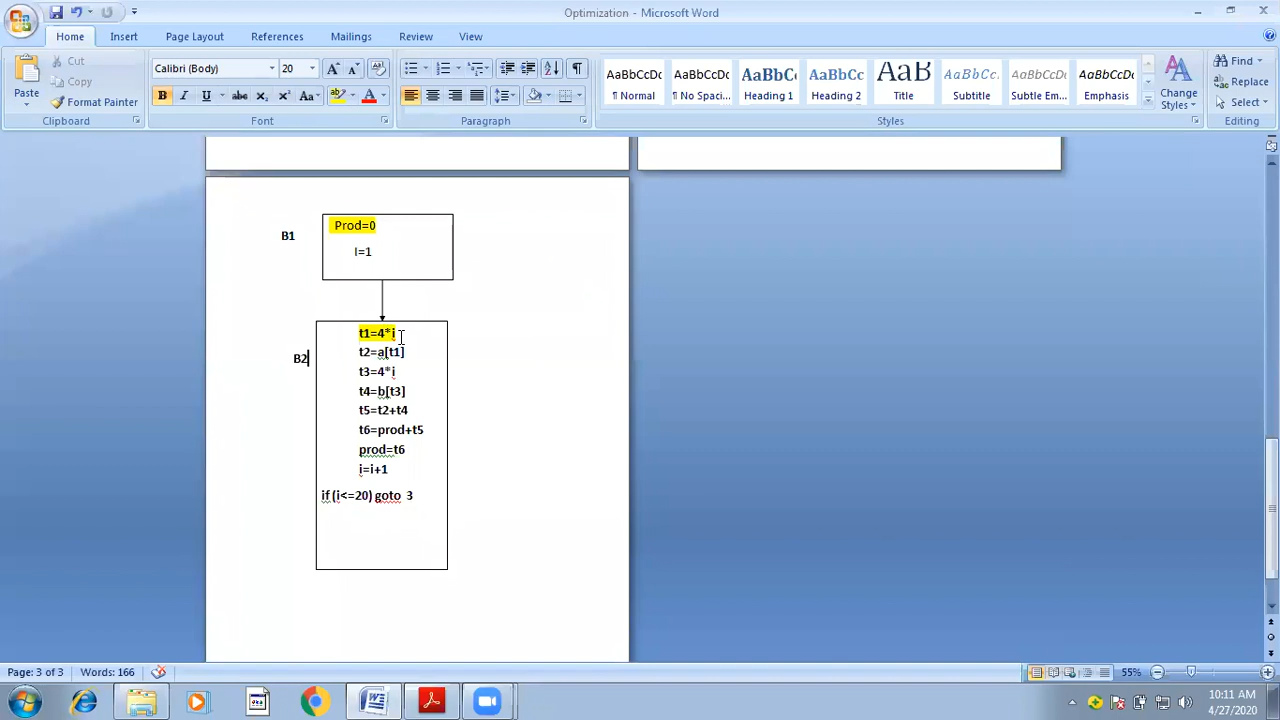 Optimization - Microsoft Word
Home Insert Page Layout References Mailings Review View
Paste
Cut
Copy
Format Painter
Clipboard
Calibri (Body) 20
B I U abc x₂ x² Aa
Font
Paragraph
AaBbCcDc AaBbCcDc AaBbCc AaBbCc AaB AaBbCc. AaBbCcDc AaBbCcDc
¶ Normal ¶ No Spaci... Heading 1 Heading 2 Title Subtitle Subtle Em... Emphasis
Styles
Change
Styles
Find
Replace
Select
Editing
B1
Prod=0
I=1
B2
t1=4*i
t2=a[t1]
t3=4*i
t4=b[t3]
t5=t2+t4
t6=prod+t5
prod=t6
i=i+1
if (i<=20) goto 3
Page: 3 of 3 Words: 166
55%
10:11 AM
4/27/2020